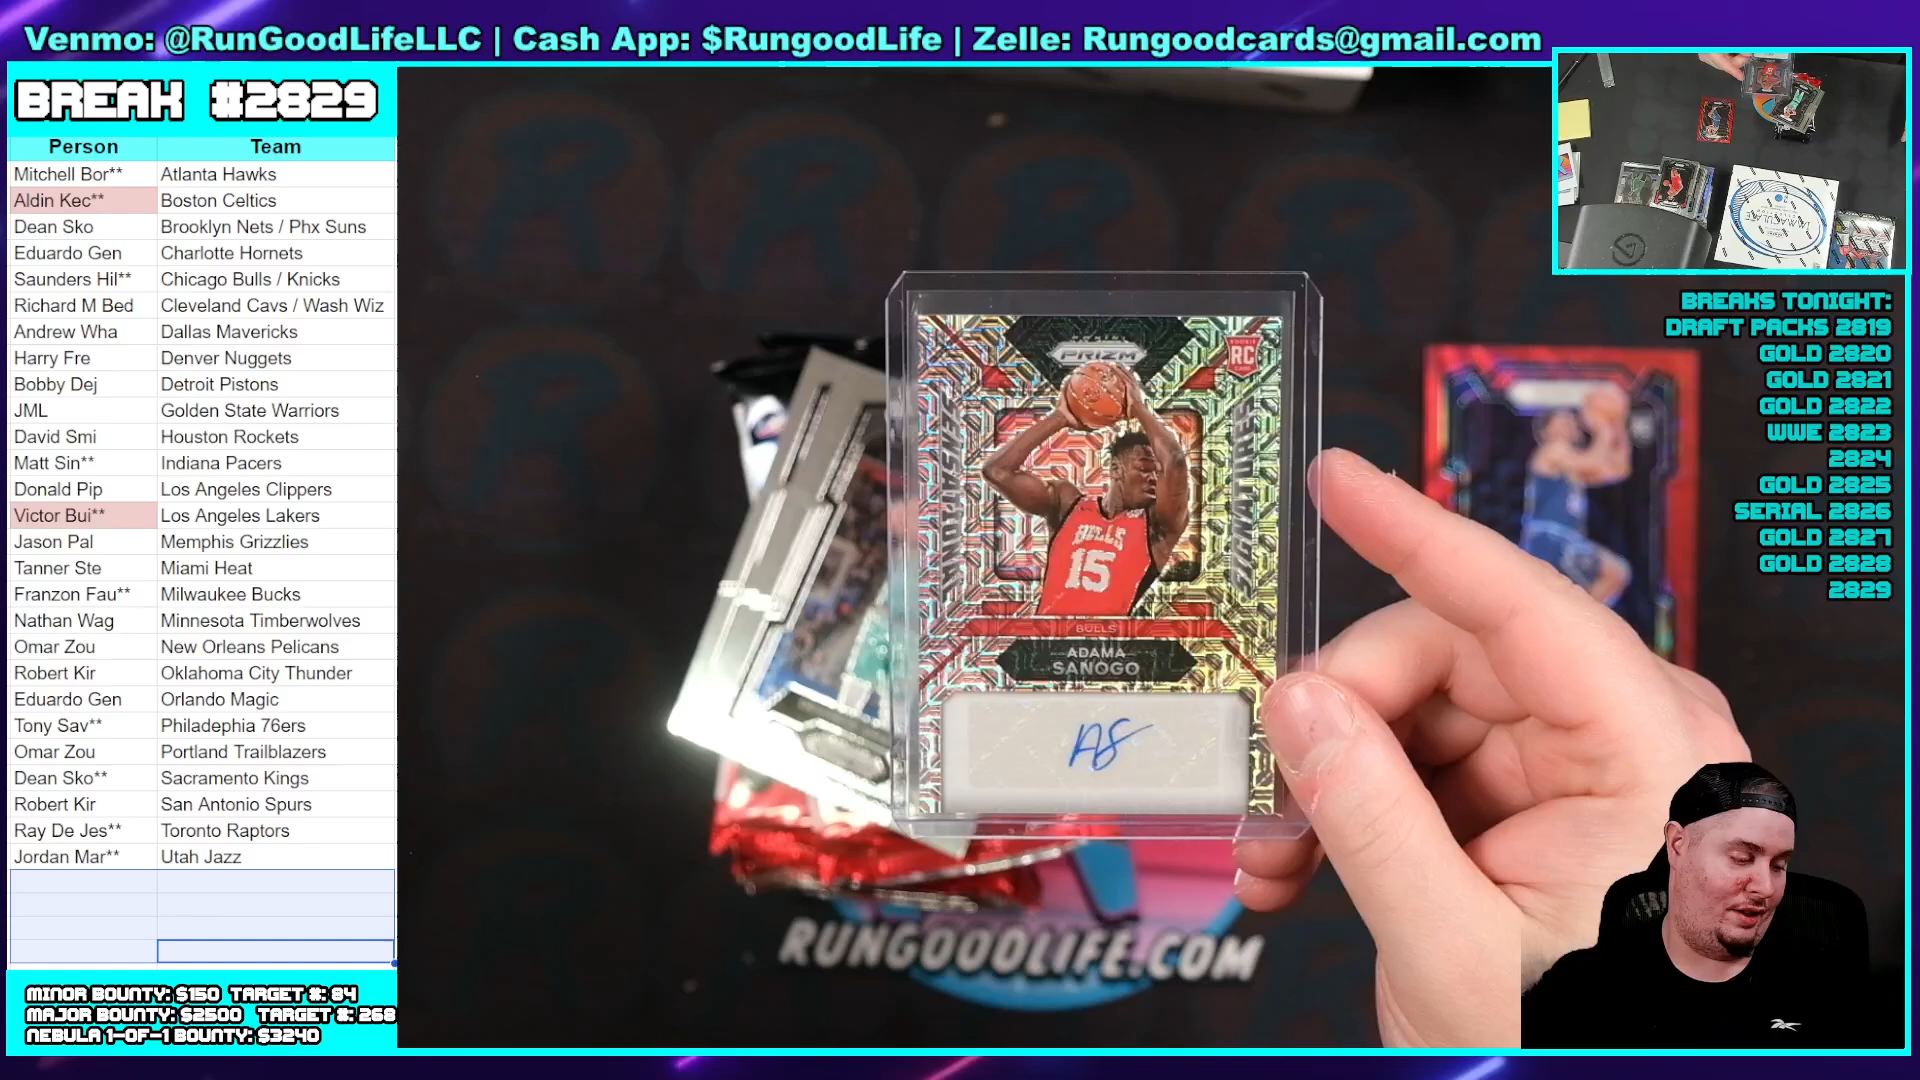 Venmo: @RunGoodLifeLLC | Cash App: $RungoodLife | Zelle: Rungoodcards@gmail.com
BREAK #2829
Person Team
Mitchell Bor** Atlanta Hawks
Aldin Kec** Boston Celtics
Dean Sko Brooklyn Nets / Phx Suns
Eduardo Gen Charlotte Hornets
Saunders Hil** Chicago Bulls / Knicks
Richard M Bed Cleveland Cavs / Wash Wiz
Andrew Wha Dallas Mavericks
Harry Fre Denver Nuggets
Bobby Dej Detroit Pistons
JML Golden State Warriors
David Smi Houston Rockets
Matt Sin** Indiana Pacers
Donald Pip Los Angeles Clippers
Victor Bui** Los Angeles Lakers
Jason Pal Memphis Grizzlies
Tanner Ste Miami Heat
Franzon Fau** Milwaukee Bucks
Nathan Wag Minnesota Timberwolves
Omar Zou New Orleans Pelicans
Robert Kir Oklahoma City Thunder
Eduardo Gen Orlando Magic
Tony Sav** Philadephia 76ers
Omar Zou Portland Trailblazers
Dean Sko** Sacramento Kings
Robert Kir San Antonio Spurs
Ray De Jes** Toronto Raptors
Jordan Mar** Utah Jazz
MINOR BOUNTY: $150 TARGET #: 84
MAJOR BOUNTY: $2500 TARGET #: 268
NEBULA 1-OF-1 BOUNTY: $3240
PRIZM
ROOKIE
RC
CARD
SENSATIONAL
SIGNATURES
BULLS
15
BULLS
ADAMA
SANOGO
AS
RUNGOODLIFE.COM
IMMACULATE
BREAKS TONIGHT:
DRAFT PACKS 2819
GOLD 2820
GOLD 2821
GOLD 2822
WWE 2823
2824
GOLD 2825
SERIAL 2826
GOLD 2827
GOLD 2828
2829